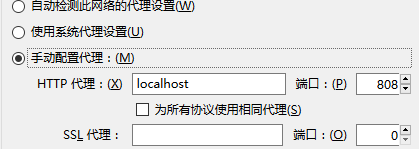 自动检测此网络的代理设置(W)
使用系统代理设置(U)
手动配置代理：(M)
HTTP 代理：(X) localhost 端口：(P) 808
为所有协议使用相同代理(S)
SSL 代理： 端口：(O) 0